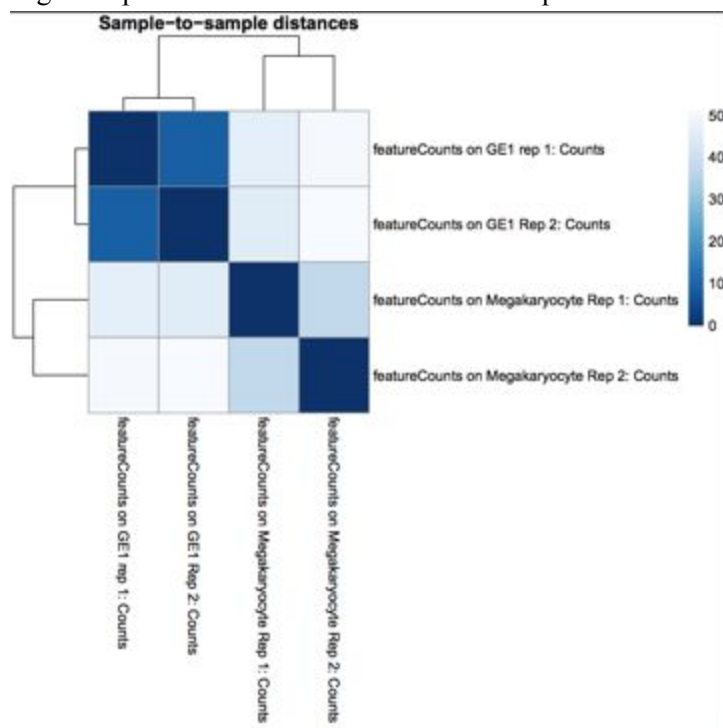 Sample-to-sample distances
featureCounts on GE1 rep 1: Counts
featureCounts on GE1 Rep 2: Counts
featureCounts on Megakaryocyte Rep 1: Counts
featureCounts on Megakaryocyte Rep 2: Counts
50
40
30
20
10
0
featureCounts on GE1 rep 1: Counts
featureCounts on GE1 Rep 2: Counts
featureCounts on Megakaryocyte Rep 1: Counts
featureCounts on Megakaryocyte Rep 2: Counts